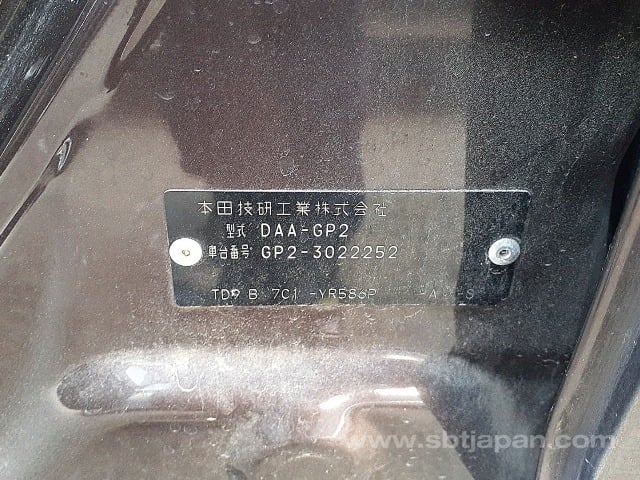 本田技研工業株式会社
型式 DAA-GP2
車台番号 GP2-3022252
TD9 B 7C1 -YR586P -A
www.sbtjapan.com